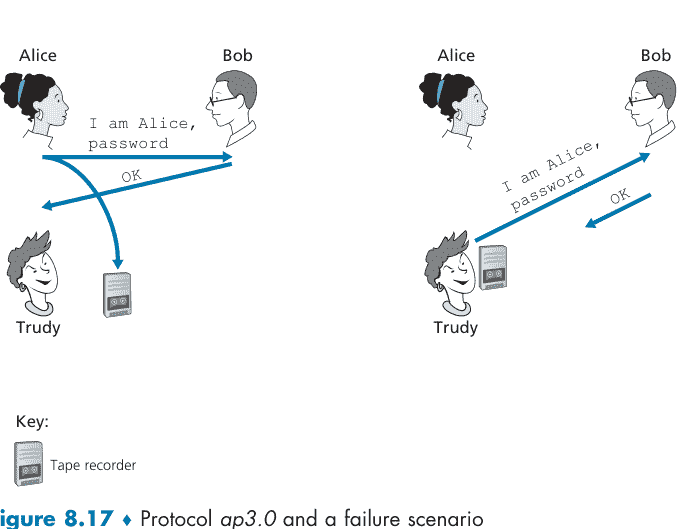 Alice
Bob
I am Alice,
password
OK
Trudy
Alice
Bob
I am Alice,
password
OK
Trudy
Key:
Tape recorder
igure 8.17 ♦ Protocol ap3.0 and a failure scenario